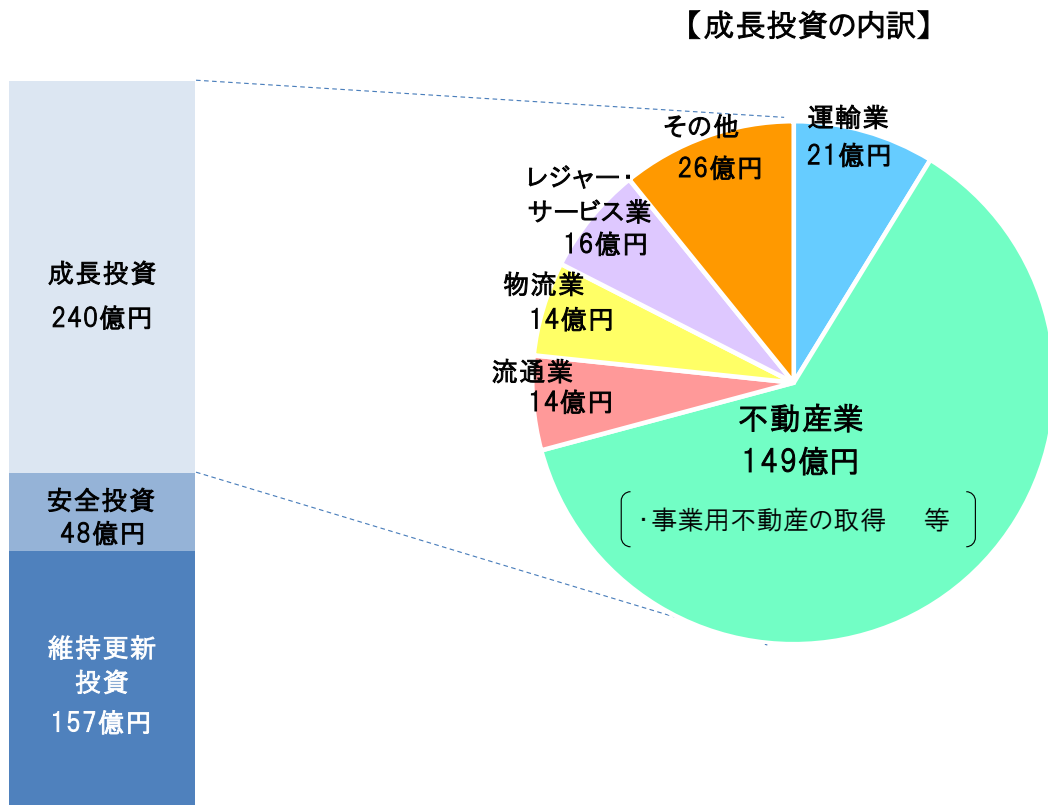 【成長投資の内訳】
成長投資
240億円
安全投資
48億円
維持更新
投資
157億円
その他
26億円
運輸業
21億円
レジャー・
サービス業
16億円
物流業
14億円
流通業
14億円
不動産業
149億円
・事業用不動産の取得　等